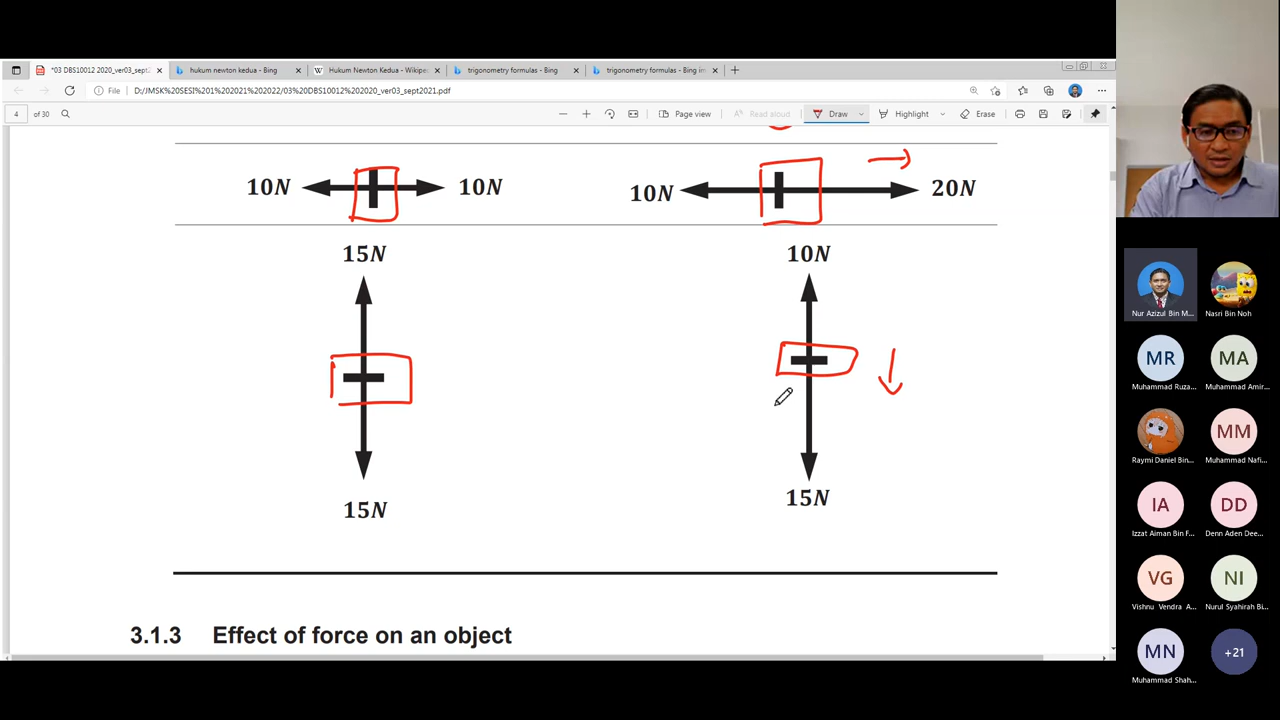 *03 DBS10012 2020_ver03_sept2
hukum newton kedua - Bing
Hukum Newton Kedua - Wikipe
trigonometry formulas - Bing
trigonometry formulas - Bing im
File
D:/JMSK%20SESI%201%202021%202022/03%20DBS10012%202020_ver03_sept2021.pdf
4 of 30
Page view
Read aloud
Draw
Highlight
Erase
10N
10N
10N
20N
15N
10N
15N
15N
3.1.3 Effect of force on an object
Nur Azizul Bin M...
Nasri Bin Noh
MR
MA
Muhammad Ruza...
Muhammad Amir...
MM
Raymi Daniel Bin...
Muhammad Nafi...
IA
DD
Izzat Aiman Bin F...
Denn Aden Dee...
VG
NI
Vishnu Vendra A...
Nurul Syahirah Bi...
MN
+21
Muhammad Shah...